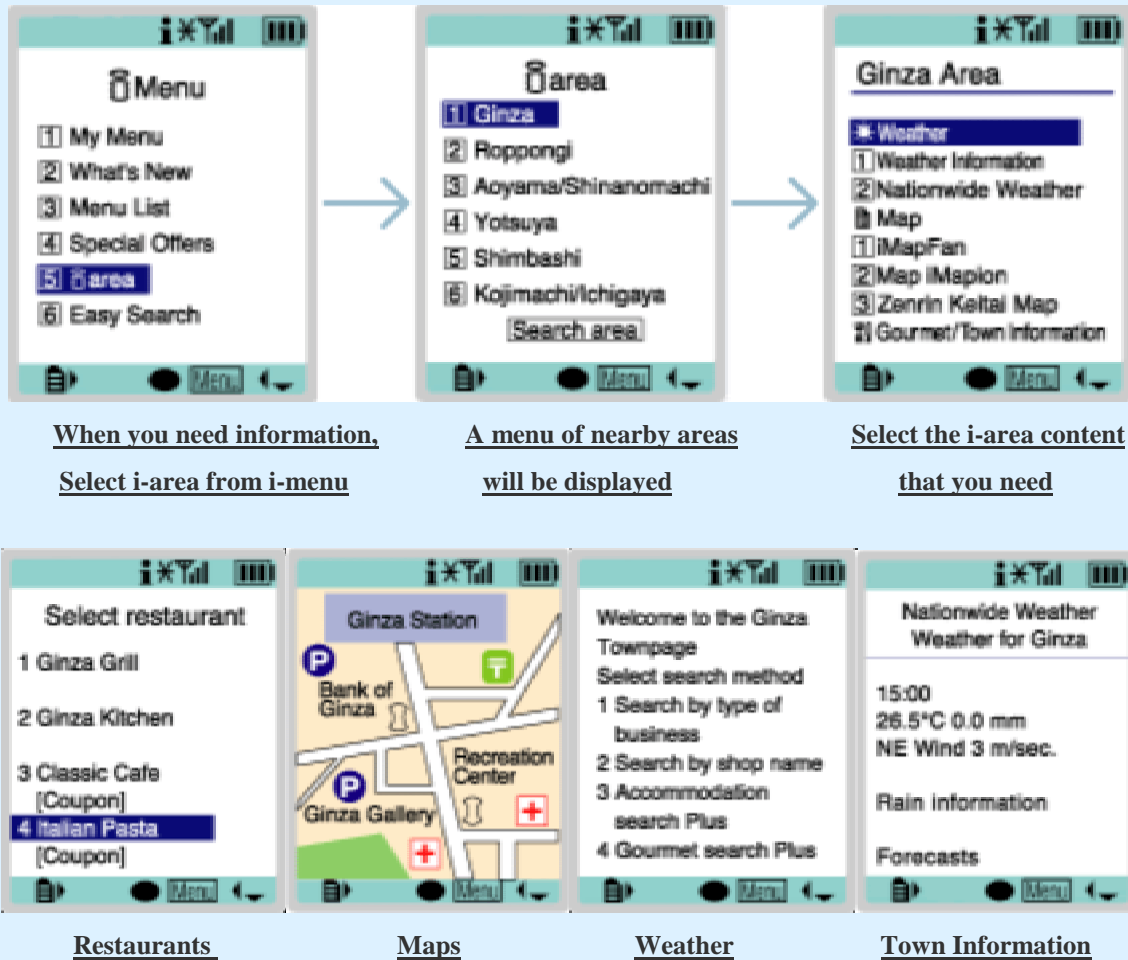 Menu
1 My Menu
2 What's New
3 Menu List
4 Special Offers
5 area
6 Easy Search
Menu
When you need information,
Select i-area from i-menu
area
1 Ginza
2 Roppongi
3 Aoyama/Shinanomachi
4 Yotsuya
5 Shimbashi
6 Kojimachi/Ichigaya
Search area
Menu
A menu of nearby areas
will be displayed
Ginza Area
Weather
1 Weather Information
2 Nationwide Weather
Map
1 iMapFan
2 Map iMapion
3 Zenrin Keitai Map
Gourmet/Town Information
Menu
Select the i-area content
that you need
Select restaurant
1 Ginza Grill
2 Ginza Kitchen
3 Classic Cafe
[Coupon]
4 Italian Pasta
[Coupon]
Menu
Restaurants
Ginza Station
P
〒
Bank of
Ginza
Recreation
Center
P
Ginza Gallery
Menu
Maps
Welcome to the Ginza
Townpage
Select search method
1 Search by type of
business
2 Search by shop name
3 Accommodation
search Plus
4 Gourmet search Plus
Menu
Weather
Nationwide Weather
Weather for Ginza
15:00
26.5°C 0.0 mm
NE Wind 3 m/sec.
Rain information
Forecasts
Menu
Town Information